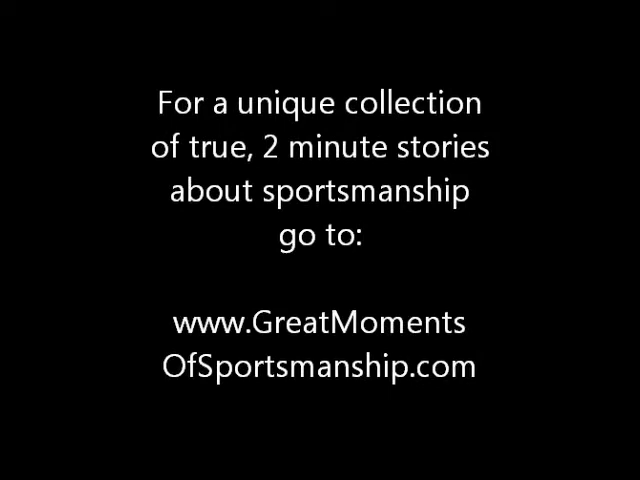 For a unique collection
of true, 2 minute stories
about sportsmanship
go to:
www.GreatMoments
OfSportsmanship.com